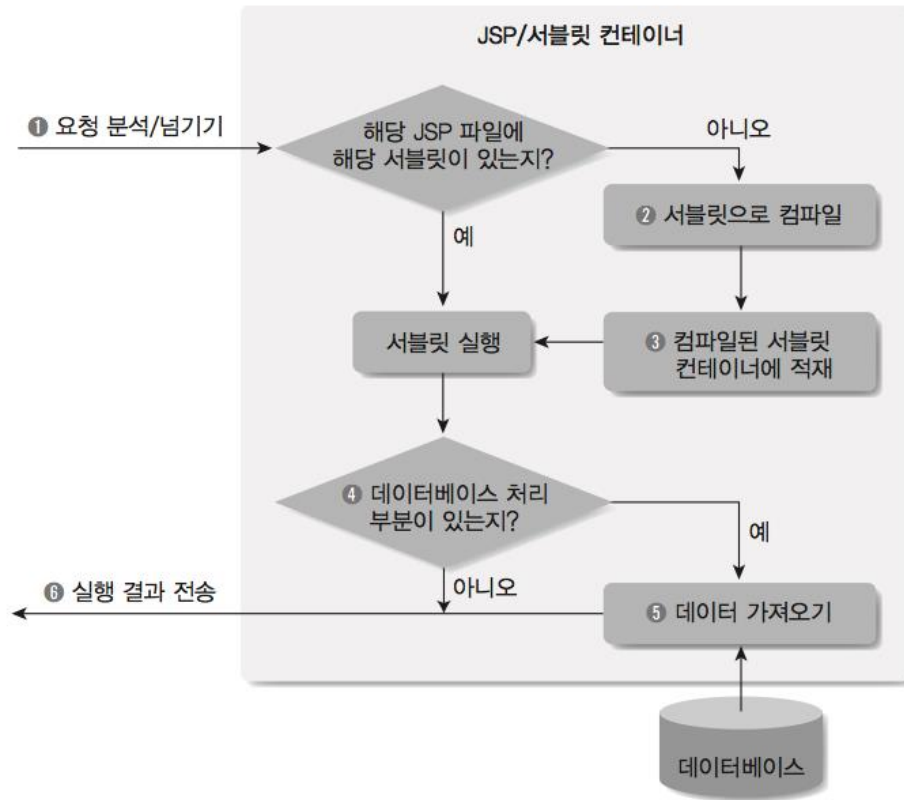 JSP/서블릿 컨테이너
❶ 요청 분석/넘기기
해당 JSP 파일에
해당 서블릿이 있는지?
아니오
❷ 서블릿으로 컴파일
예
서블릿 실행
❸ 컴파일된 서블릿
컨테이너에 적재
❹ 데이터베이스 처리
부분이 있는지?
예
아니오
❻ 실행 결과 전송
❺ 데이터 가져오기
데이터베이스